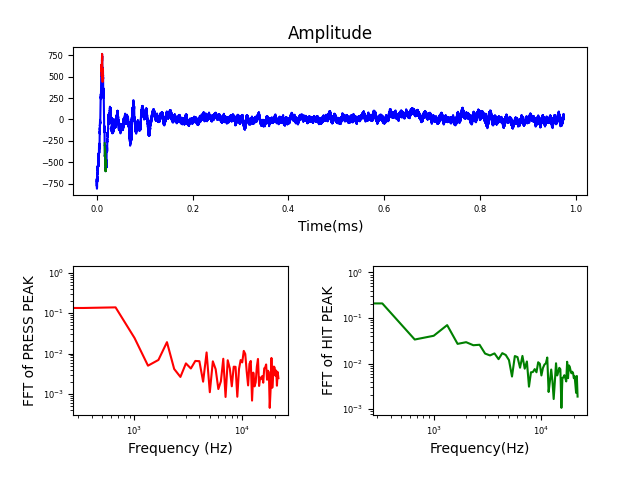 Amplitude
750
500
250
0
−250
−500
−750
0.0 0.2 0.4 0.6 0.8 1.0
Time(ms)
FFT of PRESS PEAK
10⁰
10⁻¹
10⁻²
10⁻³
10³ 10⁴
Frequency (Hz)
FFT of HIT PEAK
10⁰
10⁻¹
10⁻²
10⁻³
10³ 10⁴
Frequency(Hz)